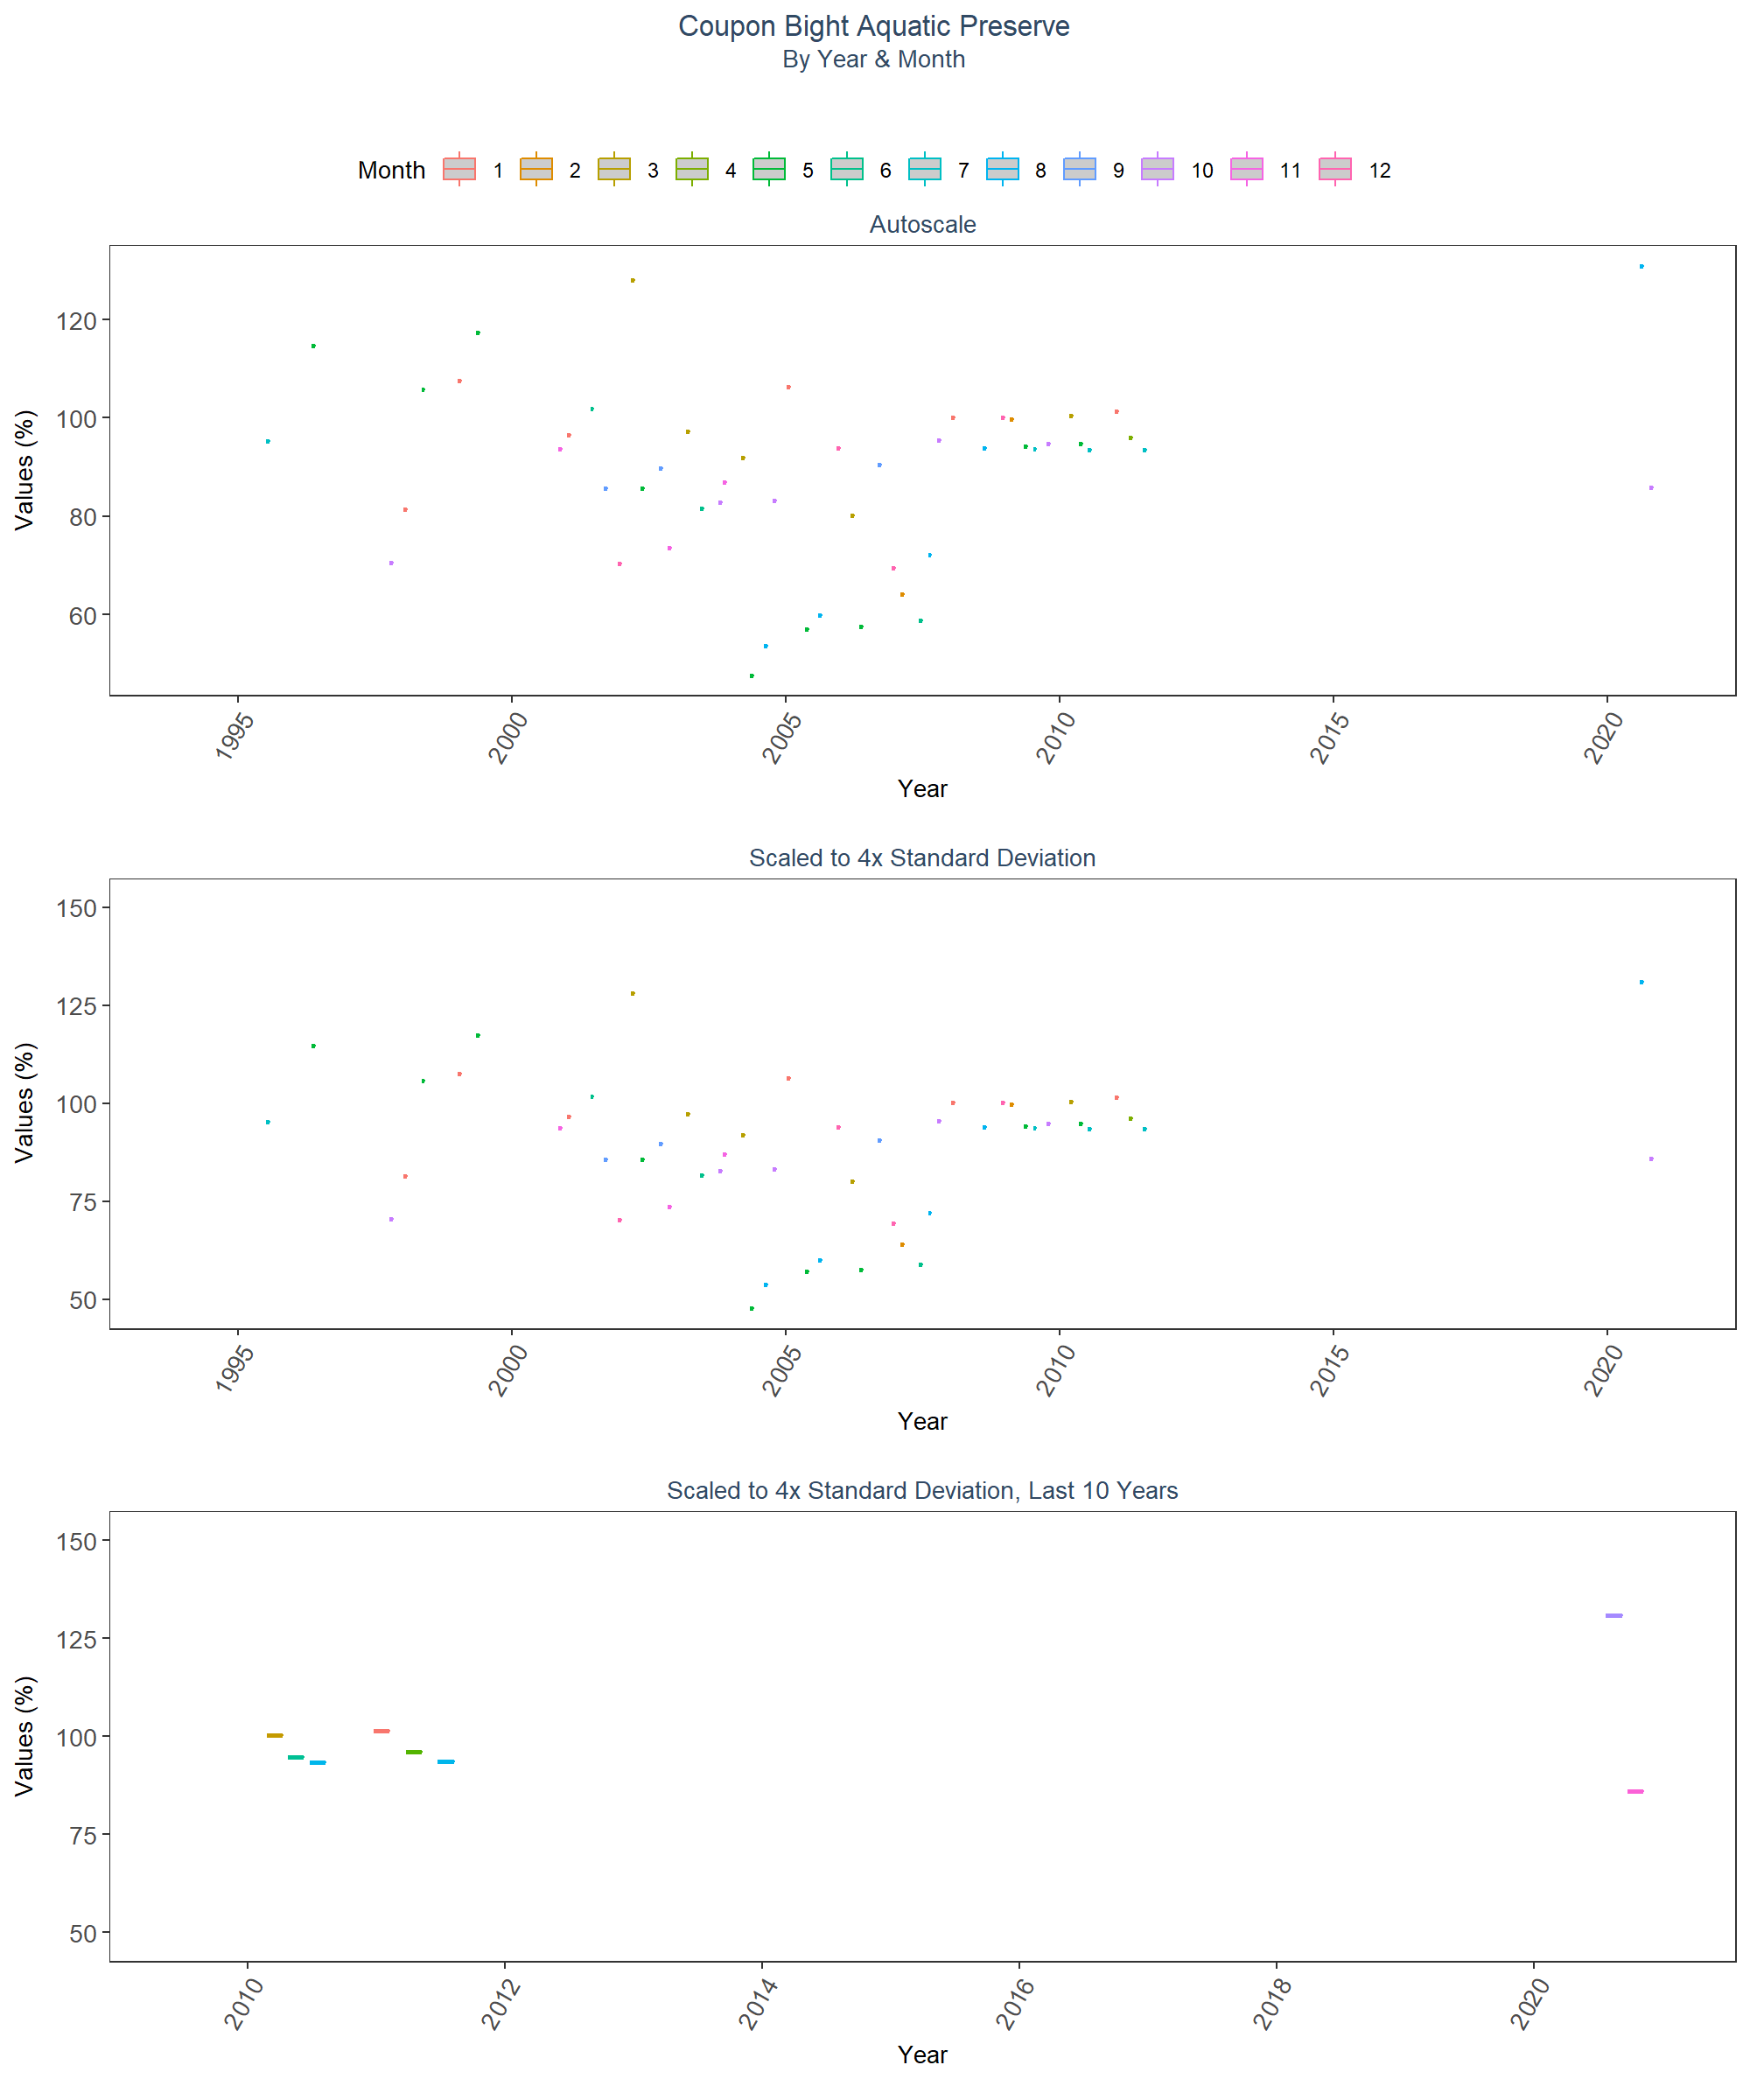 Coupon Bight Aquatic Preserve
By Year & Month
Month 1 2 3 4 5 6 7 8 9 10 11 12
Autoscale
Values (%)
120
100
80
60
1995 2000 2005 2010 2015 2020
Year
Scaled to 4x Standard Deviation
Values (%)
150
125
100
75
50
1995 2000 2005 2010 2015 2020
Year
Scaled to 4x Standard Deviation, Last 10 Years
Values (%)
150
125
100
75
50
2010 2012 2014 2016 2018 2020
Year